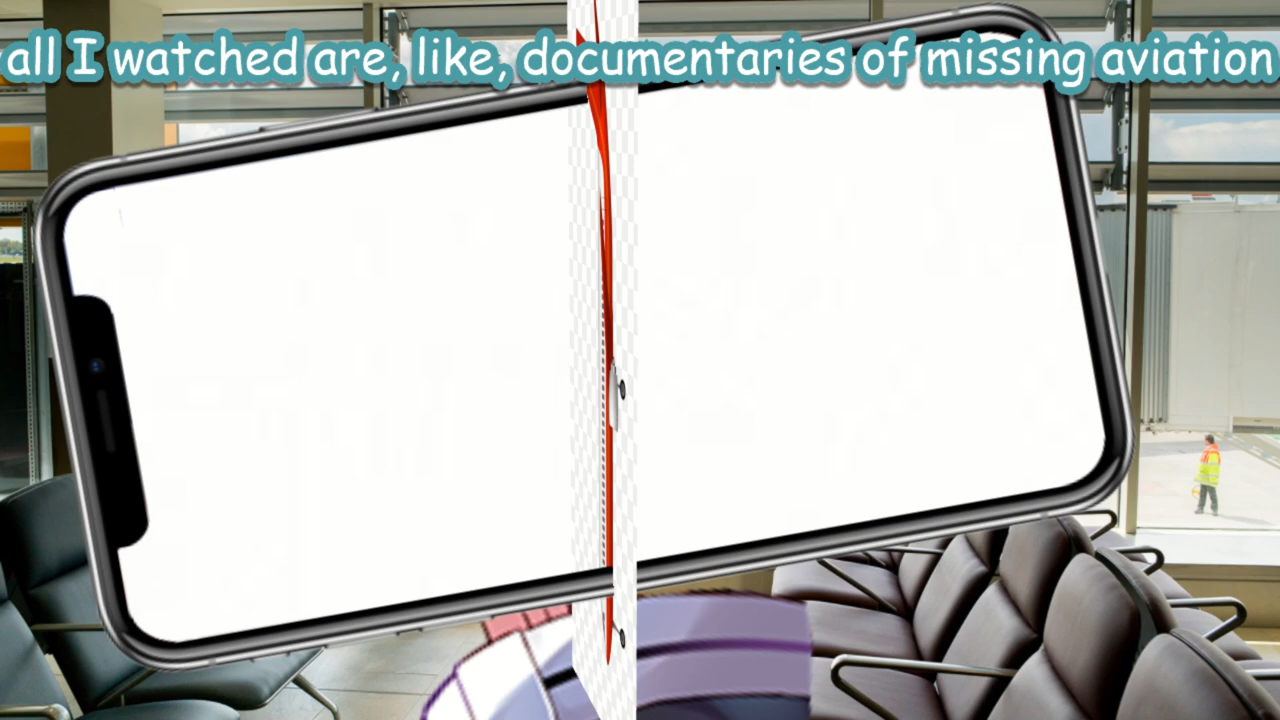 all I watched are, like, documentaries of missing aviation